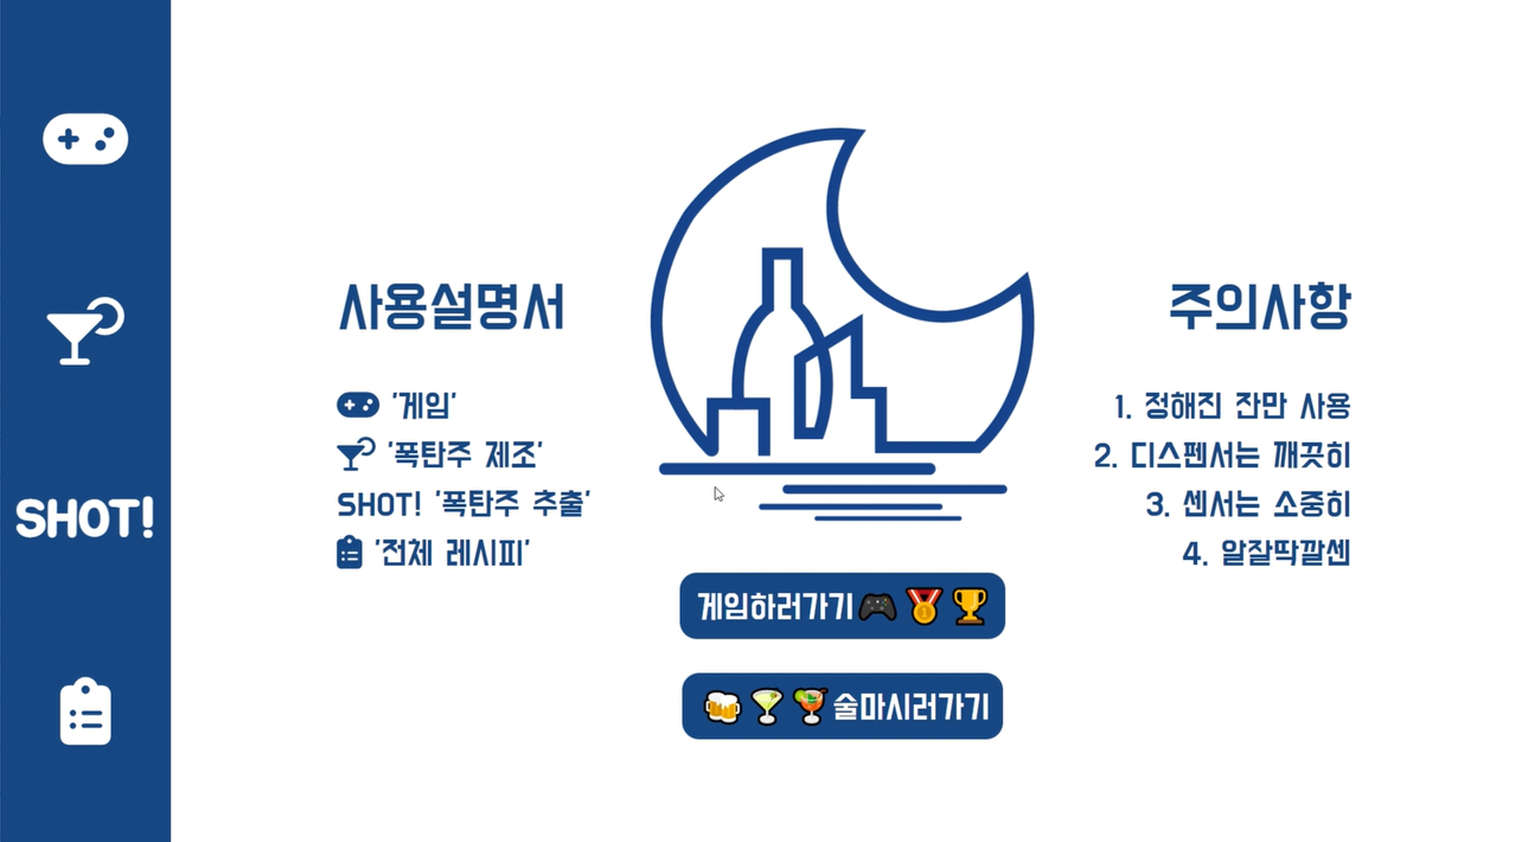 SHOT!
사용설명서
'게임'
'폭탄주 제조'
SHOT! '폭탄주 추출'
'전체 레시피'
게임하러가기
술마시러가기
주의사항
1. 정해진 잔만 사용
2. 디스펜서는 깨끗히
3. 센서는 소중히
4. 알잘딱깔센